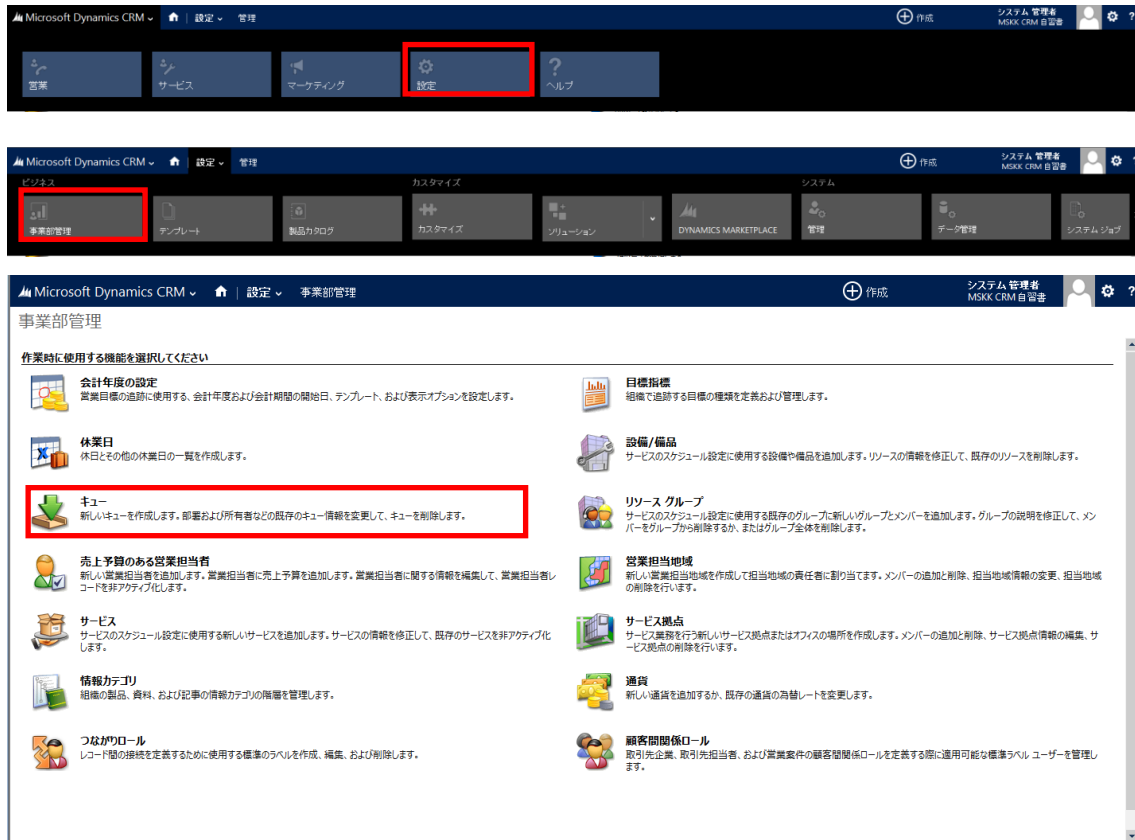 Microsoft Dynamics CRM 設定 管理 作成 システム 管理者
MSKK CRM 自習書
営業 サービス マーケティング 設定 ヘルプ
Microsoft Dynamics CRM 設定 管理 作成 システム 管理者
MSKK CRM 自習書
ビジネス カスタマイズ システム
事業部管理 テンプレート 製品カタログ カスタマイズ ソリューション DYNAMICS MARKETPLACE 管理 データ管理 システム ジョブ
Microsoft Dynamics CRM 設定 事業部管理 作成 システム 管理者
MSKK CRM 自習書
事業部管理
作業時に使用する機能を選択してください
会計年度の設定
営業目標の追跡に使用する、会計年度および会計期間の開始日、テンプレート、および表示オプションを設定します。
目標指標
組織で追跡する目標の種類を定義および管理します。
休業日
休日とその他の休業日の一覧を作成します。
設備/備品
サービスのスケジュール設定に使用する設備や備品を追加します。リソースの情報を修正して、既存のリソースを削除します。
キュー
新しいキューを作成します。部署および所有者などの既存のキュー情報を変更して、キューを削除します。
リソース グループ
サービスのスケジュール設定に使用する既存のグループに新しいグループとメンバーを追加します。グループの説明を修正して、メン
バーをグループから削除するか、またはグループ全体を削除します。
売上予算のある営業担当者
新しい営業担当者を追加します。営業担当者に売上予算を追加します。営業担当者に関する情報を編集して、営業担当者レ
コードを非アクティブ化します。
営業担当地域
新しい営業担当地域を作成して担当地域の責任者に割り当てます。メンバーの追加と削除、担当地域情報の変更、担当地域
の削除を行います。
サービス
サービスのスケジュール設定に使用する新しいサービスを追加します。サービスの情報を修正して、既存のサービスを非アクティブ化
します。
サービス拠点
サービス業務を行う新しいサービス拠点またはオフィスの場所を作成します。メンバーの追加と削除、サービス拠点情報の編集、サ
ービス拠点の削除を行います。
情報カテゴリ
組織の製品、資料、および記事の情報カテゴリの階層を管理します。
通貨
新しい通貨を追加するか、既存の通貨の為替レートを変更します。
つながりロール
レコード間の接続を定義するために使用する標準のラベルを作成、編集、および削除します。
顧客間関係ロール
取引先企業、取引先担当者、および営業案件の顧客間関係ロールを定義する際に適用可能な標準ラベル ユーザーを管理し
ます。